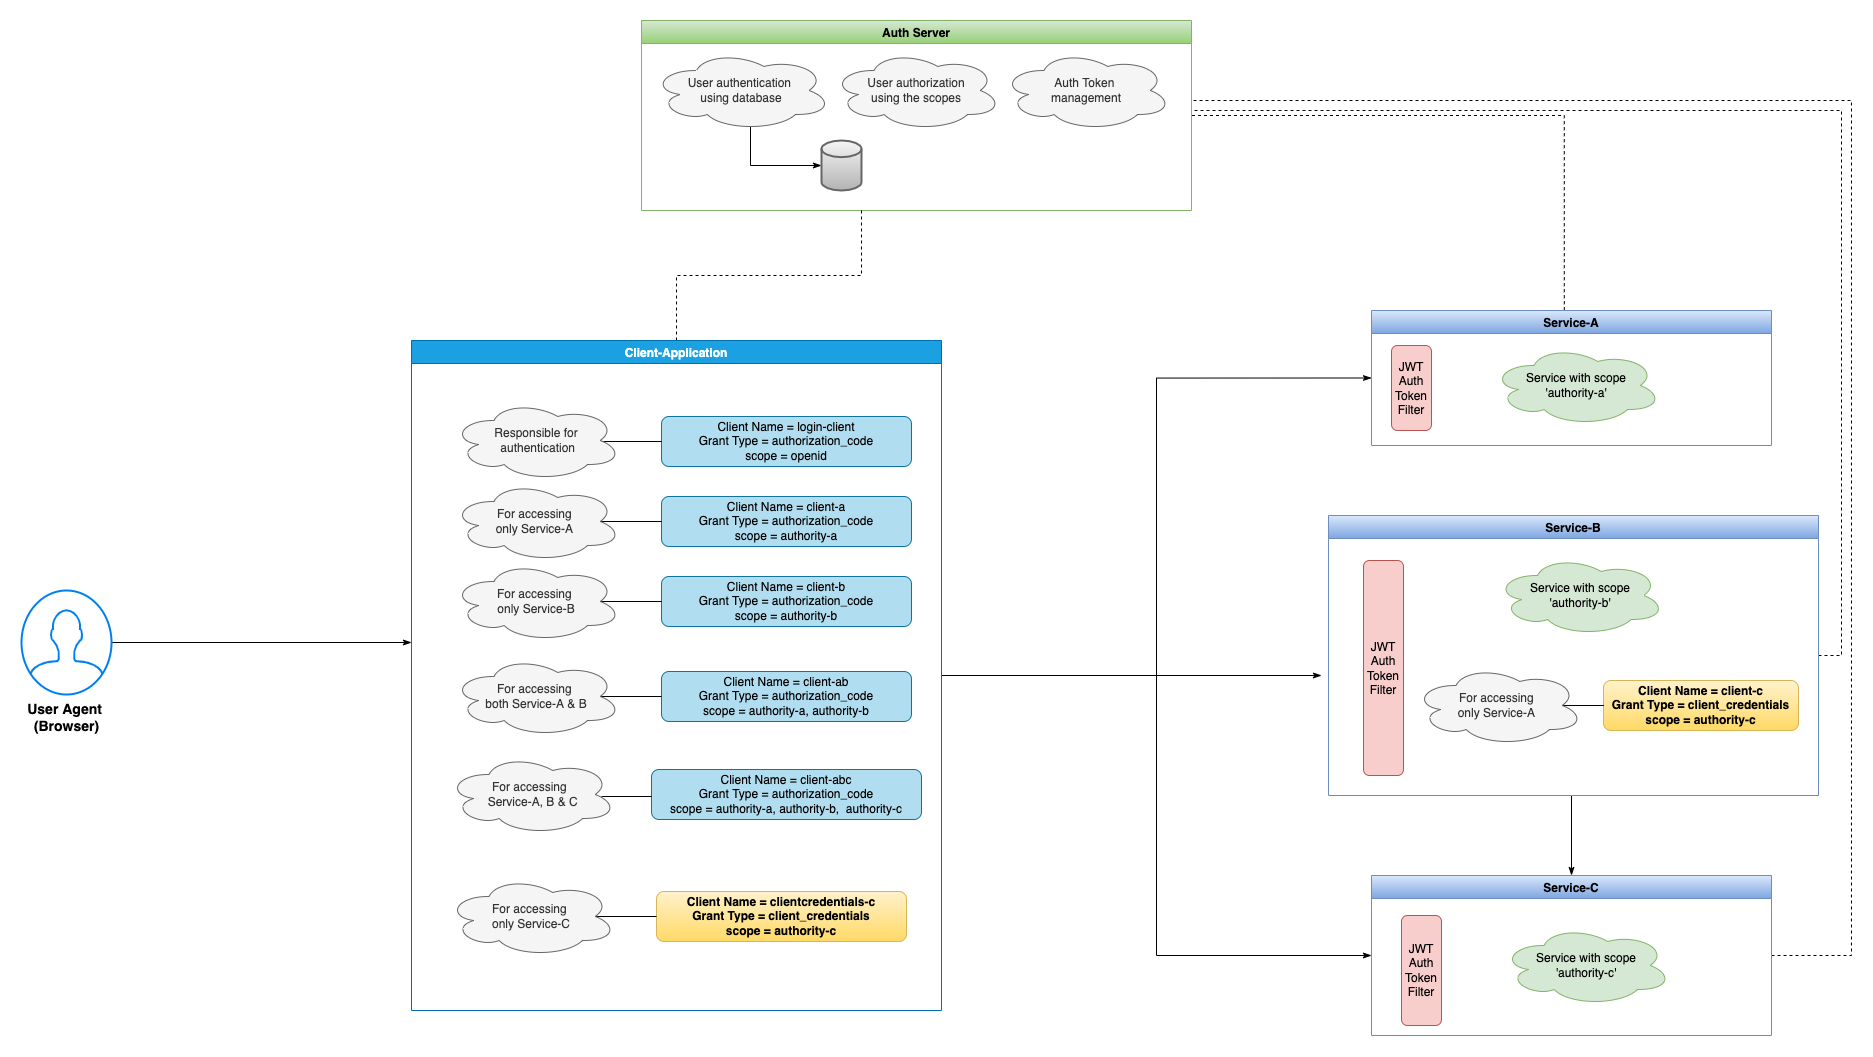 Auth Server
User authentication
using database
User authorization
using the scopes
Auth Token
management
Client-Application
Responsible for
authentication
Client Name = login-client
Grant Type = authorization_code
scope = openid
For accessing
only Service-A
Client Name = client-a
Grant Type = authorization_code
scope = authority-a
For accessing
only Service-B
Client Name = client-b
Grant Type = authorization_code
scope = authority-b
For accessing
both Service-A & B
Client Name = client-ab
Grant Type = authorization_code
scope = authority-a, authority-b
For accessing
Service-A, B & C
Client Name = client-abc
Grant Type = authorization_code
scope = authority-a, authority-b,  authority-c
For accessing
only Service-C
Client Name = clientcredentials-c
Grant Type = client_credentials
scope = authority-c
User Agent
(Browser)
Service-A
JWT
Auth
Token
Filter
Service with scope
'authority-a'
Service-B
JWT
Auth
Token
Filter
Service with scope
'authority-b'
For accessing
only Service-A
Client Name = client-c
Grant Type = client_credentials
scope = authority-c
Service-C
JWT
Auth
Token
Filter
Service with scope
'authority-c'